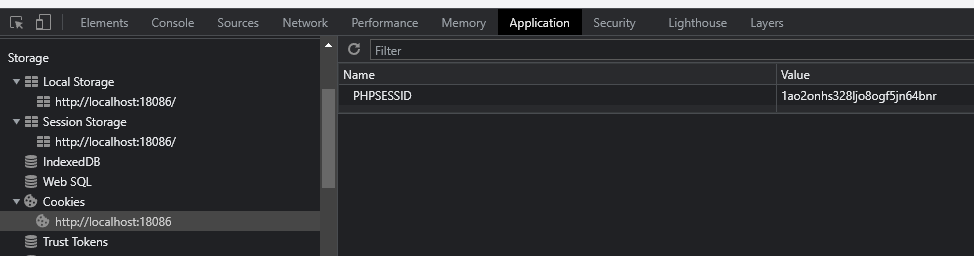 Elements Console Sources Network Performance Memory Application Security Lighthouse Layers
Storage
Local Storage
http://localhost:18086/
Session Storage
http://localhost:18086/
IndexedDB
Web SQL
Cookies
http://localhost:18086
Trust Tokens
Filter
Name Value
PHPSESSID 1ao2onhs328ljo8ogf5jn64bnr